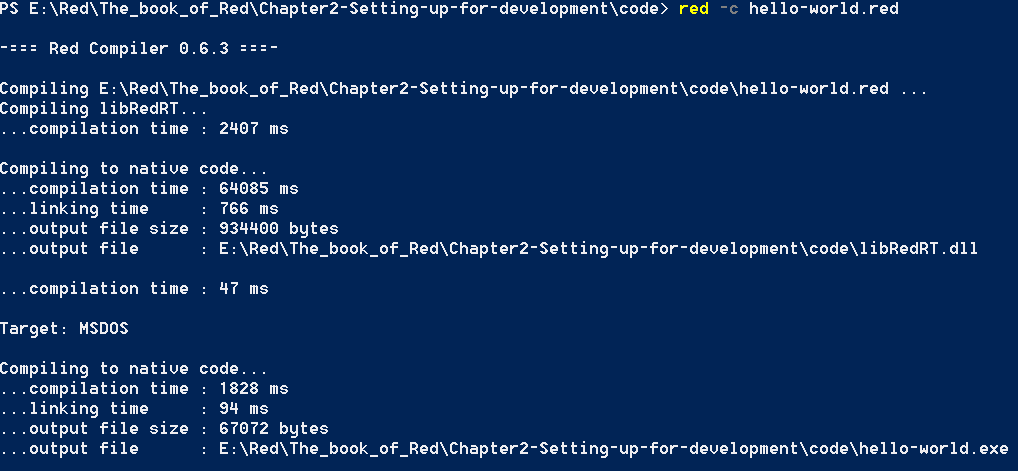 PS E:\Red\The_book_of_Red\Chapter2-Setting-up-for-development\code> red -c hello-world.red
-=== Red Compiler 0.6.3 ===-
Compiling E:\Red\The_book_of_Red\Chapter2-Setting-up-for-development\code\hello-world.red ...
Compiling libRedRT...
...compilation time : 2407 ms
Compiling to native code...
...compilation time : 64085 ms
...linking time     : 766 ms
...output file size : 934400 bytes
...output file      : E:\Red\The_book_of_Red\Chapter2-Setting-up-for-development\code\libRedRT.dll
...compilation time : 47 ms
Target: MSDOS
Compiling to native code...
...compilation time : 1828 ms
...linking time     : 94 ms
...output file size : 67072 bytes
...output file      : E:\Red\The_book_of_Red\Chapter2-Setting-up-for-development\code\hello-world.exe